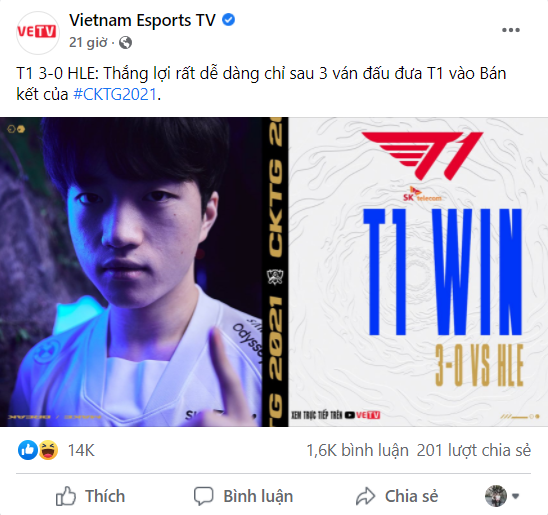 VETV
Vietnam Esports TV
21 giờ ·
T1 3-0 HLE: Thắng lợi rất dễ dàng chỉ sau 3 ván đấu đưa T1 vào Bán
kết của #CKTG2021.
CKTG 2021
T1
SK telecom
T1 WIN
3-0 VS HLE
Odyssey
XEM TRỰC TIẾP TRÊN VETV
14K
1,6K bình luận 201 lượt chia sẻ
Thích
Bình luận
Chia sẻ